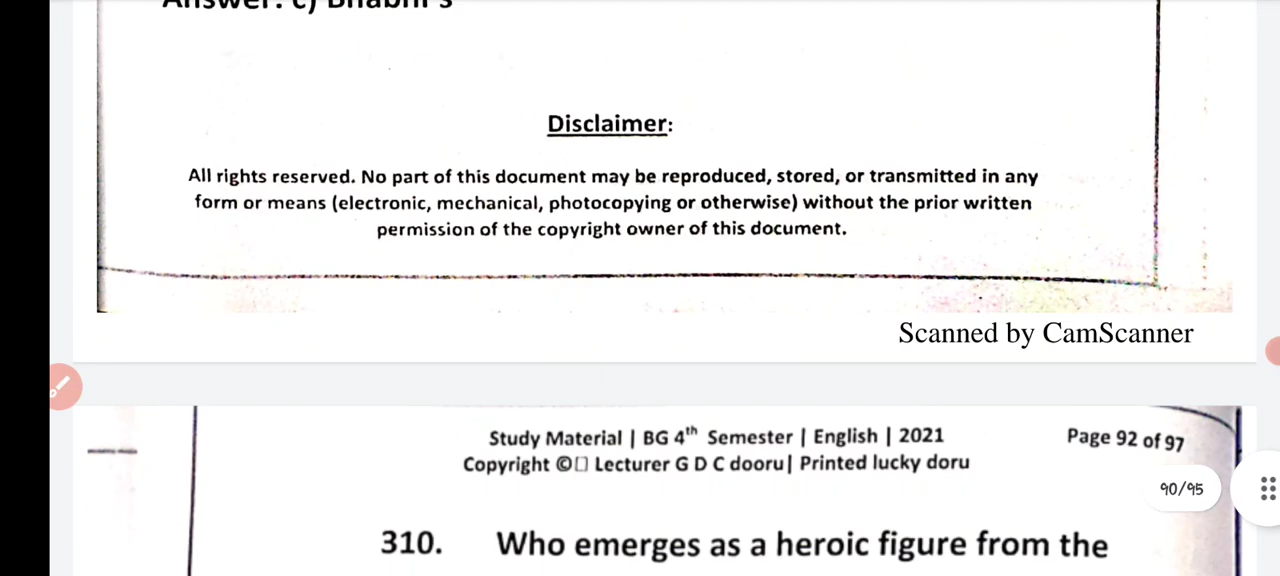 Answer: c) Bhabhi's
Disclaimer:
All rights reserved. No part of this document may be reproduced, stored, or transmitted in any
form or means (electronic, mechanical, photocopying or otherwise) without the prior written
permission of the copyright owner of this document.
Scanned by CamScanner
Study Material | BG 4th Semester | English | 2021
Page 92 of 97
Copyright ©▯ Lecturer G D C dooru| Printed lucky doru
90/95
310. Who emerges as a heroic figure from the